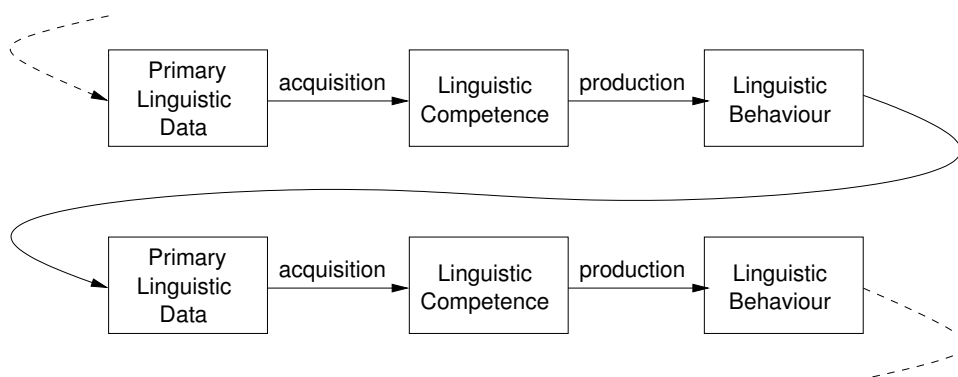 Primary
Linguistic
Data
acquisition
Linguistic
Competence
production
Linguistic
Behaviour
Primary
Linguistic
Data
acquisition
Linguistic
Competence
production
Linguistic
Behaviour